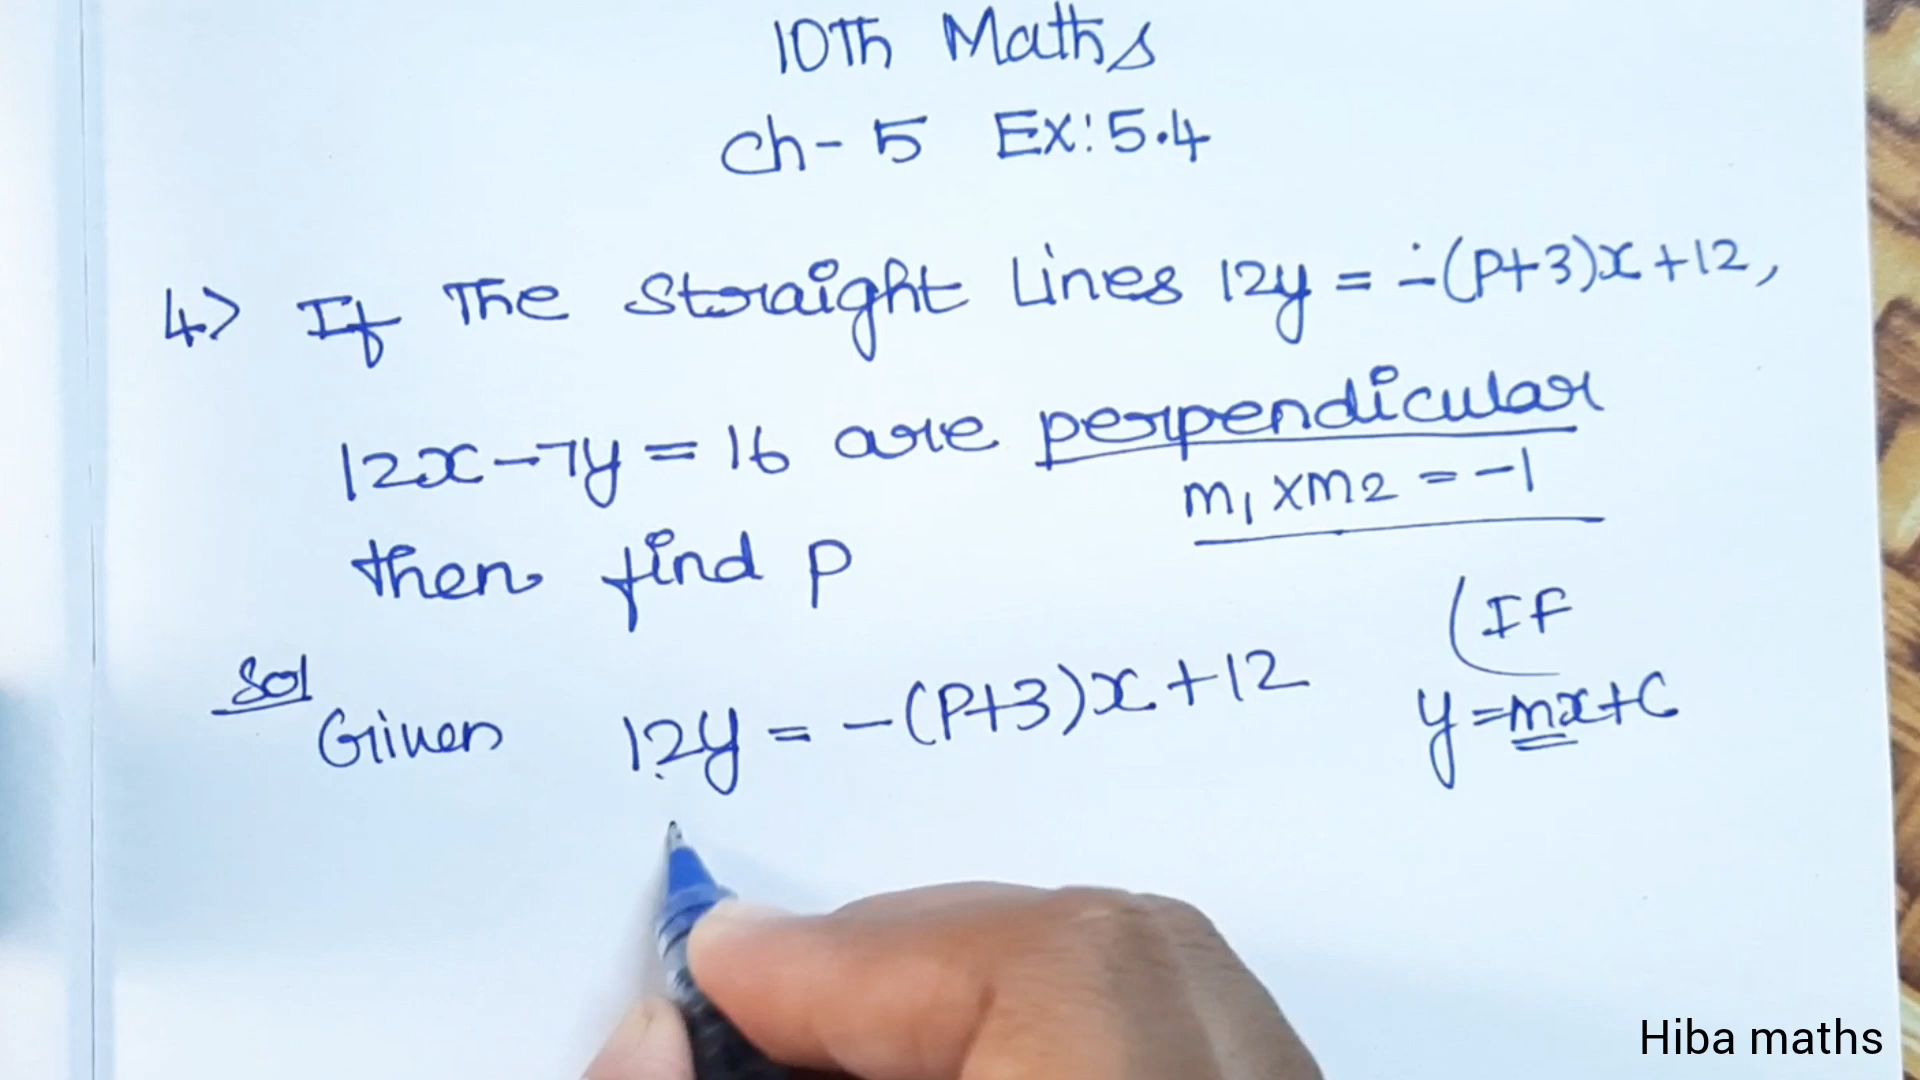 10Th Maths
Ch-5 Ex:5.4
4> If The Straight Lines 12y = -(P+3)x+12,
12x-7y=16 are perpendicular
m1 x m2 = -1
then find p
(If
Sol
Given 12y = -(P+3)x+12
y=mx+c
Hiba maths